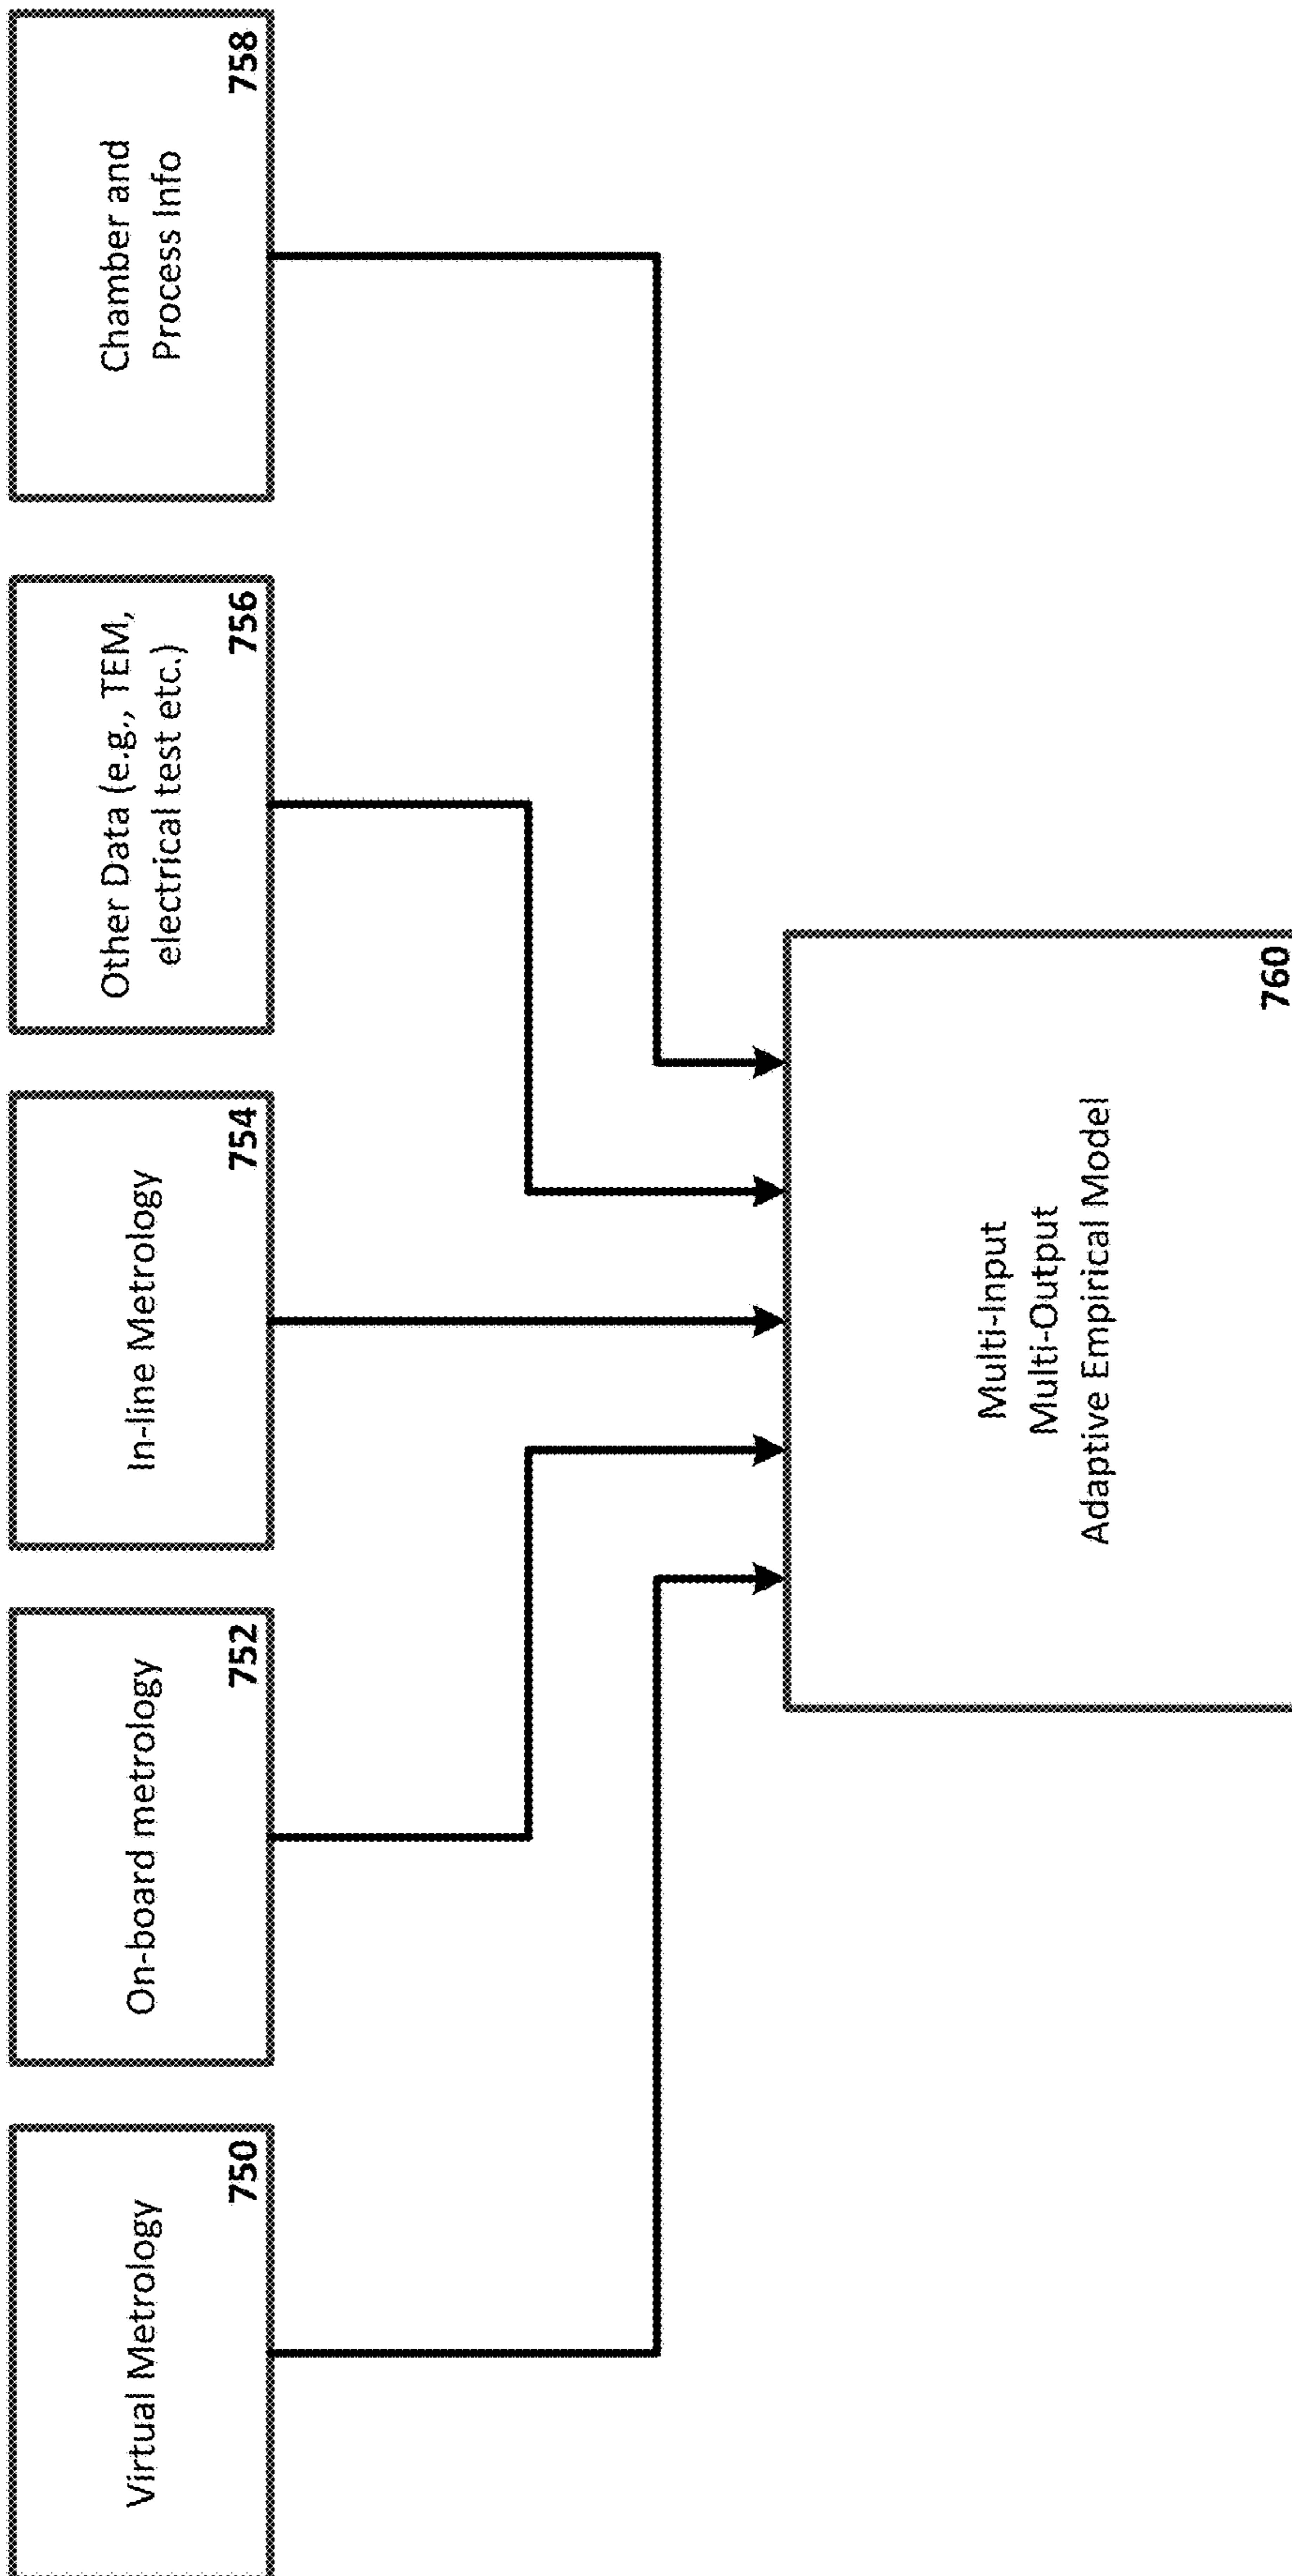 Virtual Metrology
750
On-board metrology
752
In-line Metrology
754
Other Data (e.g., TEM,
electrical test etc.)
756
Chamber and
Process Info
758
Multi-Input
Multi-Output
Adaptive Empirical Model
760